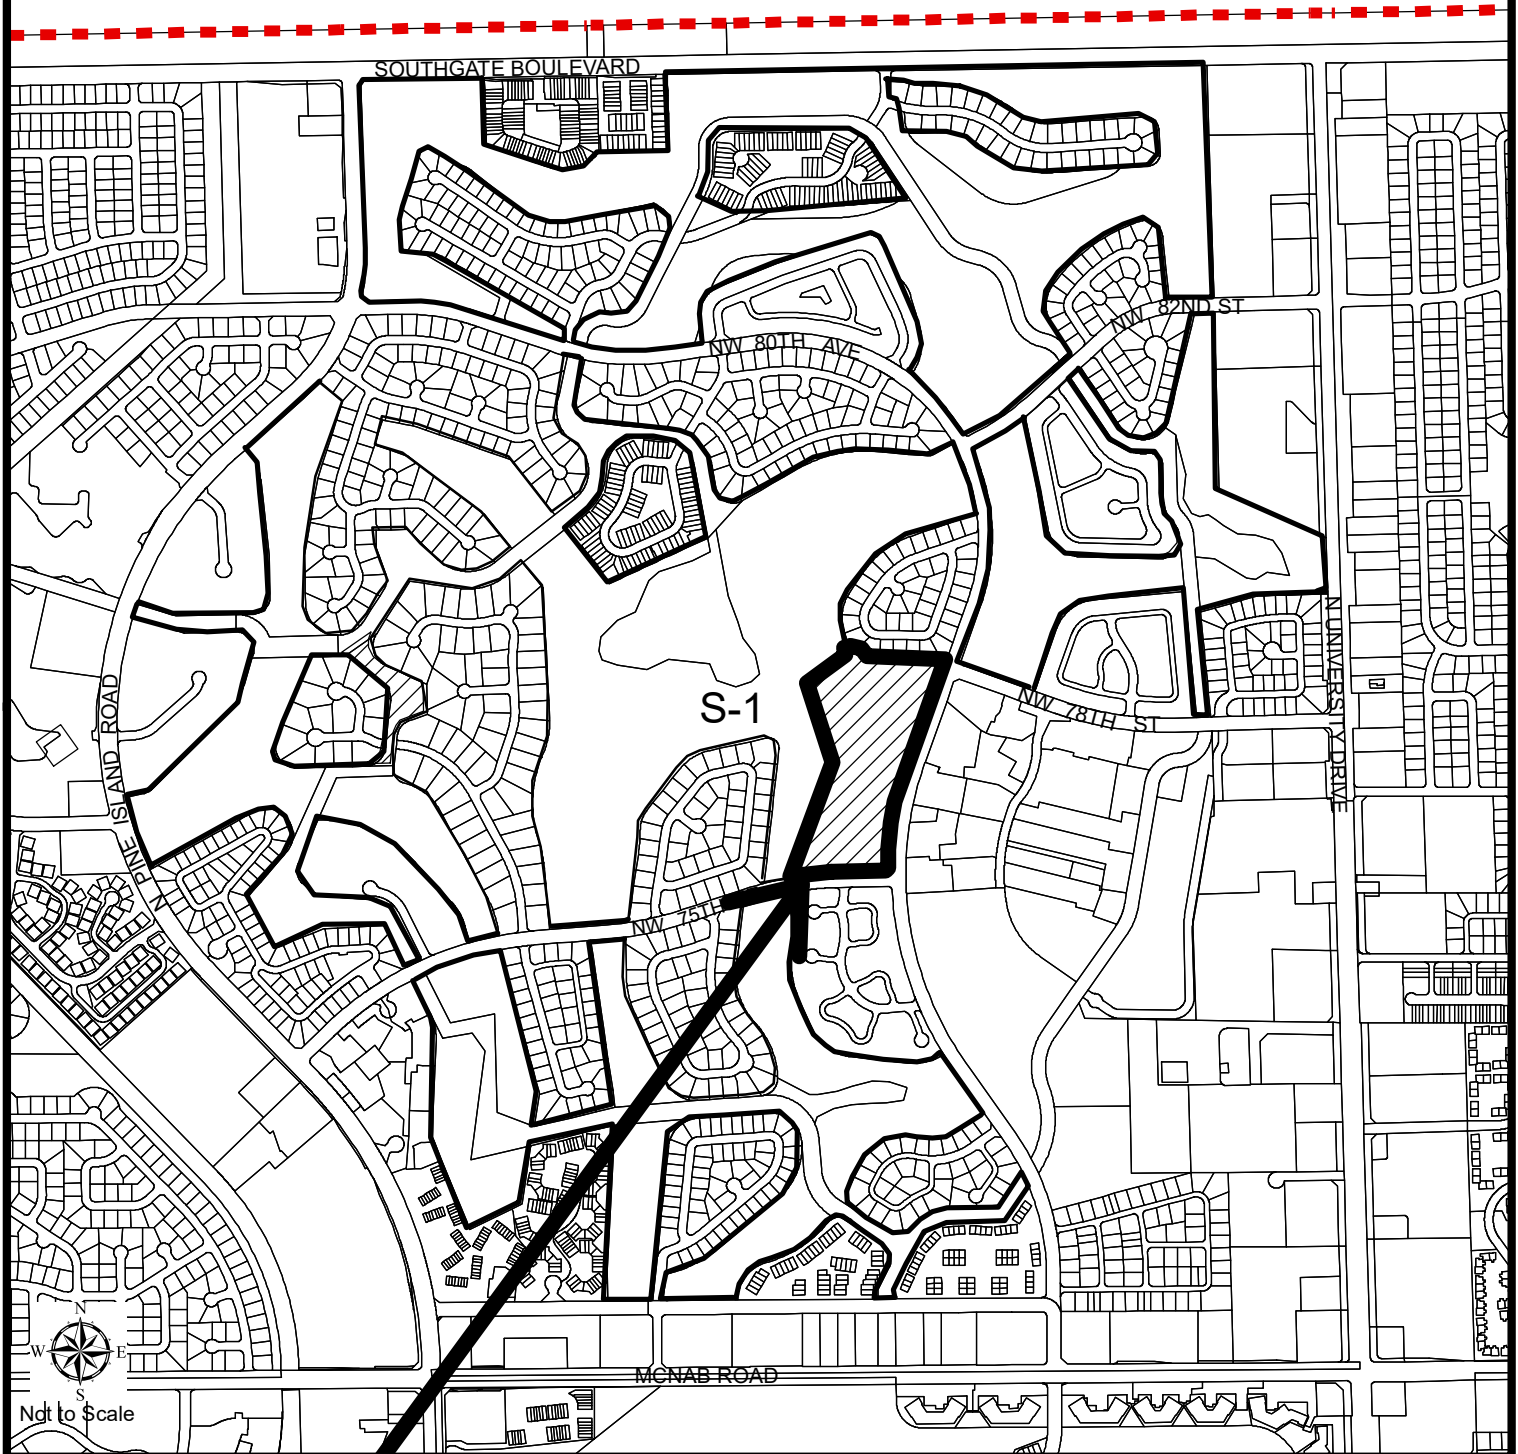 SOUTHGATE BOULEVARD
NW 82ND ST
NW 80TH AVE
N UNIVERSITY DRIVE
S-1
NW 78TH ST
N PINE ISLAND ROAD
NW 75TH
N
W E
S
Not to Scale
MCNAB ROAD